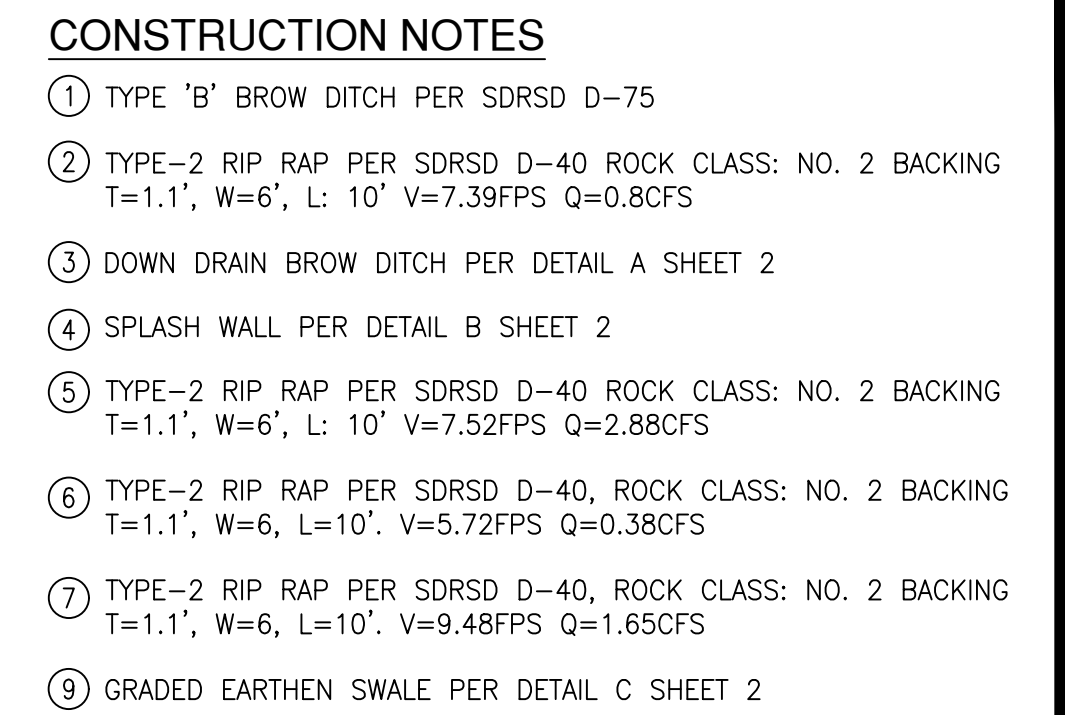 CONSTRUCTION NOTES
1 TYPE 'B' BROW DITCH PER SDRSD D-75
2 TYPE-2 RIP RAP PER SDRSD D-40 ROCK CLASS: NO. 2 BACKING
T=1.1', W=6', L: 10' V=7.39FPS Q=0.8CFS
3 DOWN DRAIN BROW DITCH PER DETAIL A SHEET 2
4 SPLASH WALL PER DETAIL B SHEET 2
5 TYPE-2 RIP RAP PER SDRSD D-40 ROCK CLASS: NO. 2 BACKING
T=1.1', W=6', L: 10' V=7.52FPS Q=2.88CFS
6 TYPE-2 RIP RAP PER SDRSD D-40, ROCK CLASS: NO. 2 BACKING
T=1.1', W=6, L=10'. V=5.72FPS Q=0.38CFS
7 TYPE-2 RIP RAP PER SDRSD D-40, ROCK CLASS: NO. 2 BACKING
T=1.1', W=6, L=10'. V=9.48FPS Q=1.65CFS
9 GRADED EARTHEN SWALE PER DETAIL C SHEET 2